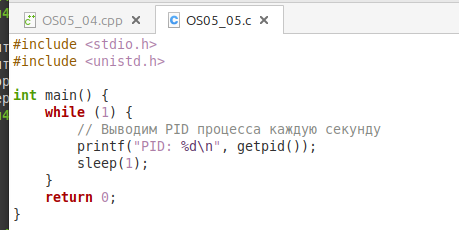 OS05_04.cpp OS05_05.c
#include <stdio.h>
#include <unistd.h>

int main() {
    while (1) {
        // Выводим PID процесса каждую секунду
        printf("PID: %d\n", getpid());
        sleep(1);
    }
    return 0;
}